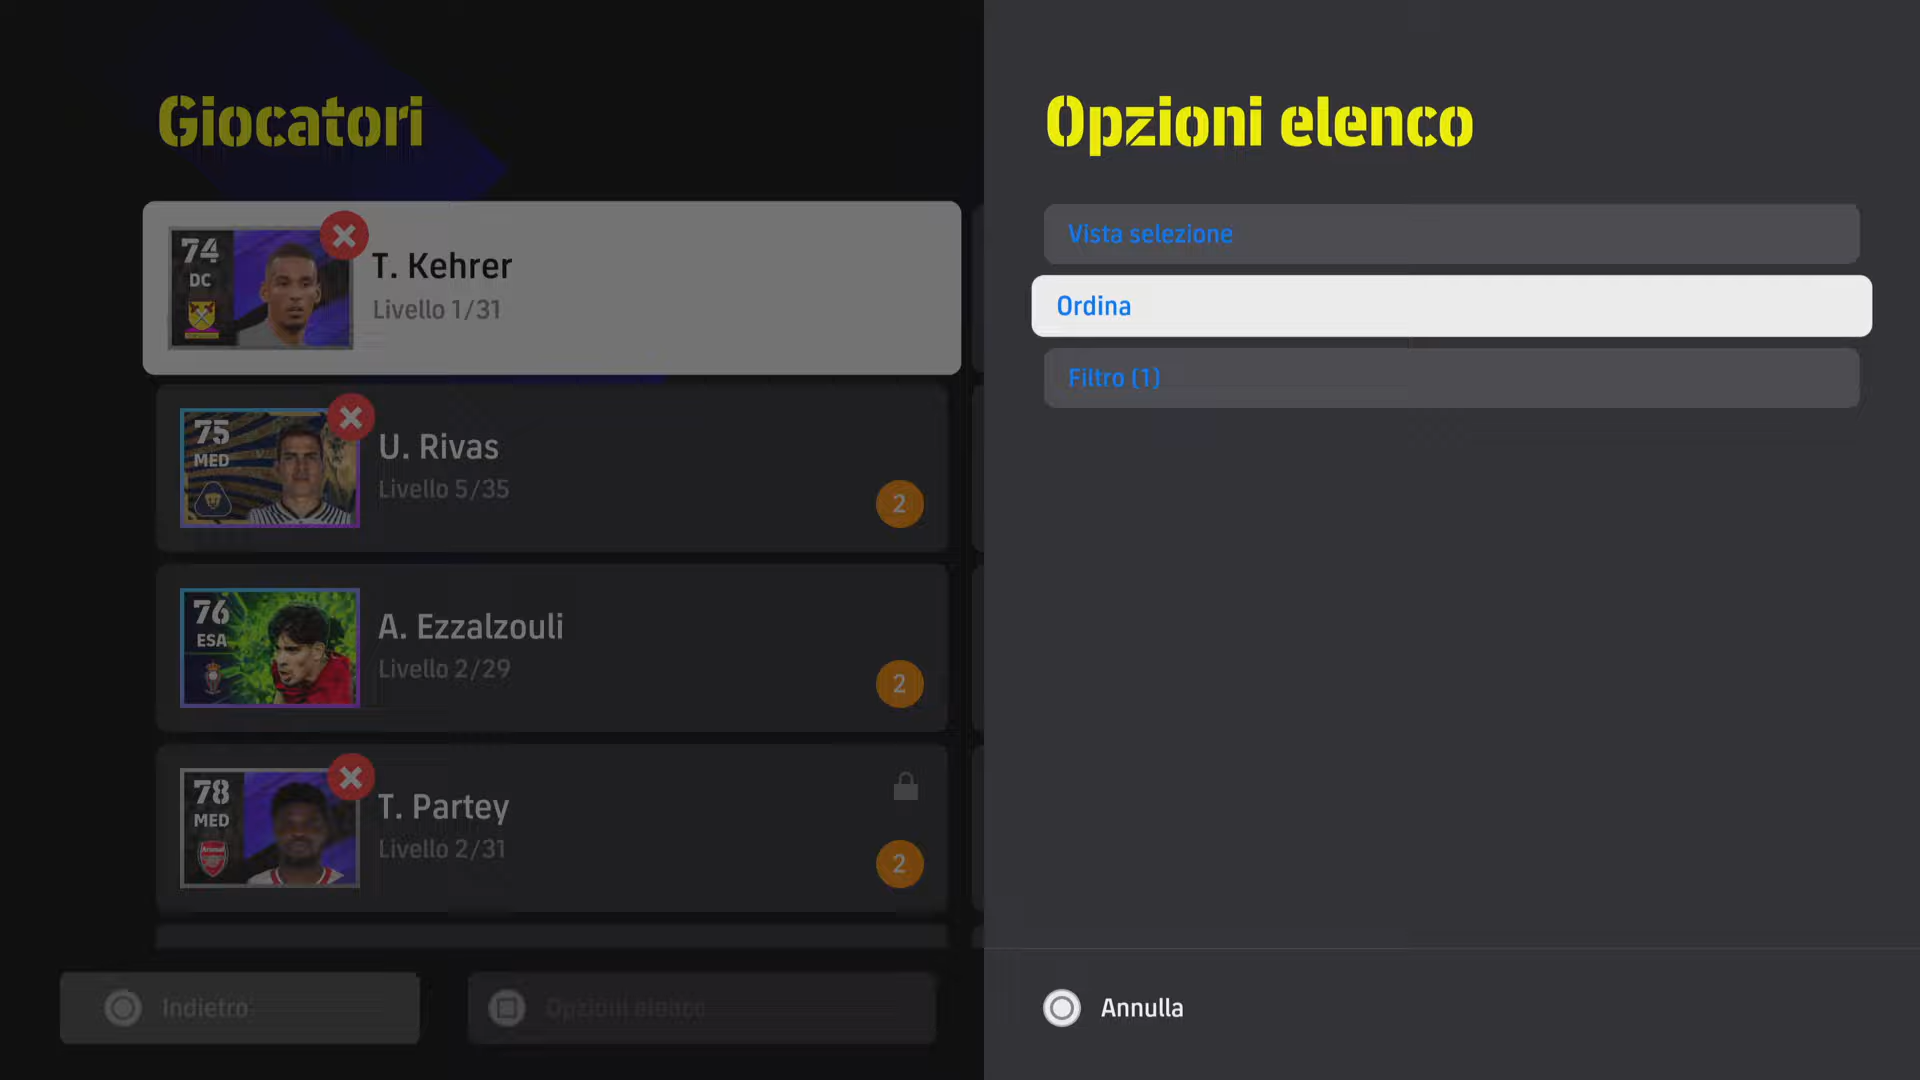 Giocatori
74
DC
T. Kehrer
Livello 1/31
75
MED
U. Rivas
Livello 5/35
2
76
ESA
A. Ezzalzouli
Livello 2/29
2
78
MED
Arsenal
T. Partey
Livello 2/31
2
Indietro
Opzioni elenco
Opzioni elenco
Vista selezione
Ordina
Filtro (1)
Annulla